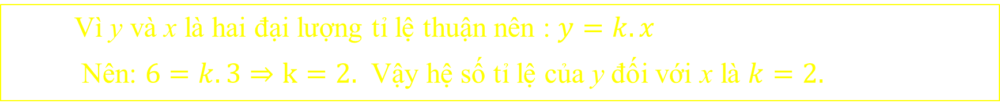 Vì y và x là hai đại lượng tỉ lệ thuận nên : y = k.x
Nên: 6 = k.3 ⇒ k = 2. Vậy hệ số tỉ lệ của y đối với x là k = 2.